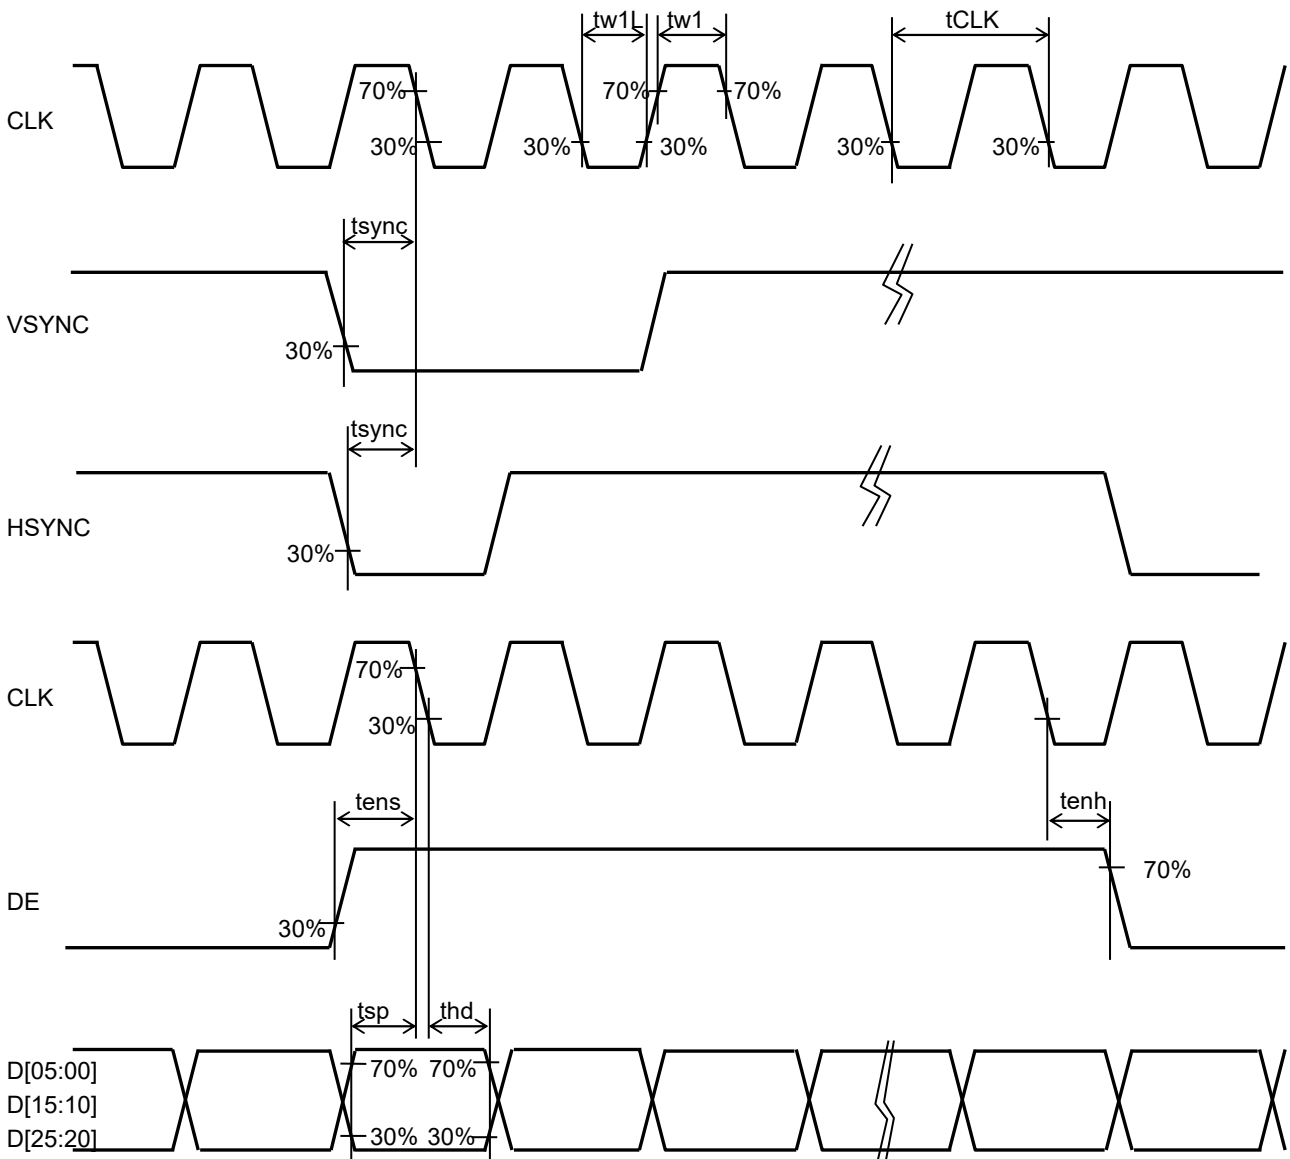 tw1L tw1 tCLK
70% 70% 70%
CLK
30% 30% 30% 30% 30%
tsync
VSYNC
30%
tsync
HSYNC
30%
70%
CLK
30%
tens tenh
70%
DE
30%
tsp thd
D[05:00] 70% 70%
D[15:10]
D[25:20] 30% 30%